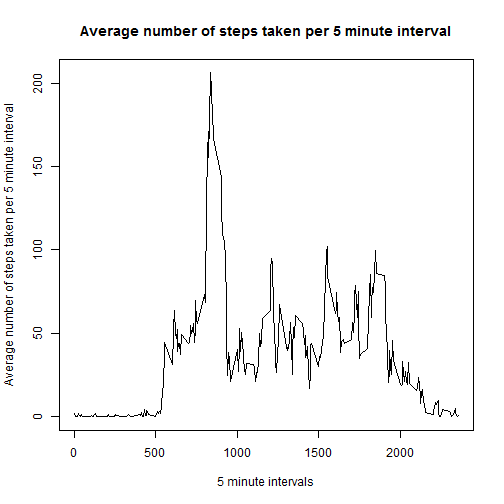 Average number of steps taken per 5 minute interval
Average number of steps taken per 5 minute interval
200
150
100
50
0
0 500 1000 1500 2000
5 minute intervals